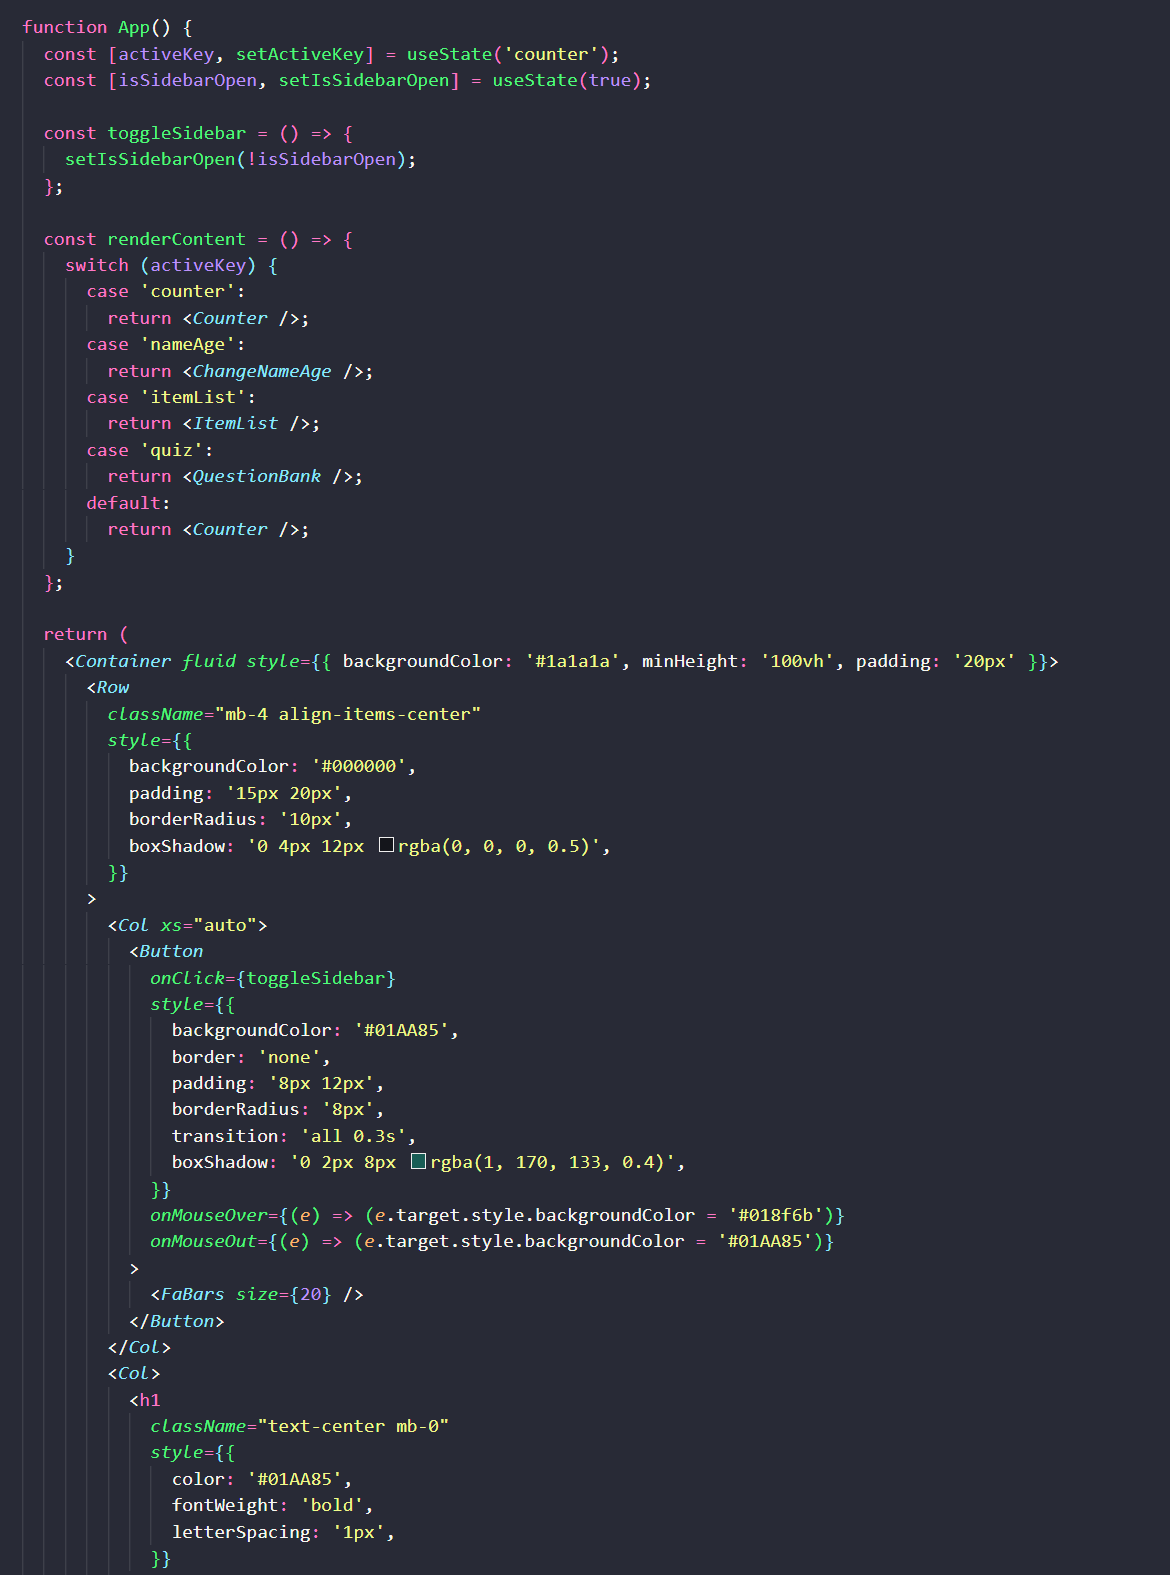 function App() {
  const [activeKey, setActiveKey] = useState('counter');
  const [isSidebarOpen, setIsSidebarOpen] = useState(true);

  const toggleSidebar = () => {
    setIsSidebarOpen(!isSidebarOpen);
  };

  const renderContent = () => {
    switch (activeKey) {
      case 'counter':
        return <Counter />;
      case 'nameAge':
        return <ChangeNameAge />;
      case 'itemList':
        return <ItemList />;
      case 'quiz':
        return <QuestionBank />;
      default:
        return <Counter />;
    }
  };

  return (
    <Container fluid style={{ backgroundColor: '#1a1a1a', minHeight: '100vh', padding: '20px' }}>
      <Row
        className="mb-4 align-items-center"
        style={{
          backgroundColor: '#000000',
          padding: '15px 20px',
          borderRadius: '10px',
          boxShadow: '0 4px 12px rgba(0, 0, 0, 0.5)',
        }}
      >
        <Col xs="auto">
          <Button
            onClick={toggleSidebar}
            style={{
              backgroundColor: '#01AA85',
              border: 'none',
              padding: '8px 12px',
              borderRadius: '8px',
              transition: 'all 0.3s',
              boxShadow: '0 2px 8px rgba(1, 170, 133, 0.4)',
            }}
            onMouseOver={(e) => (e.target.style.backgroundColor = '#018f6b')}
            onMouseOut={(e) => (e.target.style.backgroundColor = '#01AA85')}
          >
            <FaBars size={20} />
          </Button>
        </Col>
        <Col>
          <h1
            className="text-center mb-0"
            style={{
              color: '#01AA85',
              fontWeight: 'bold',
              letterSpacing: '1px',
            }}